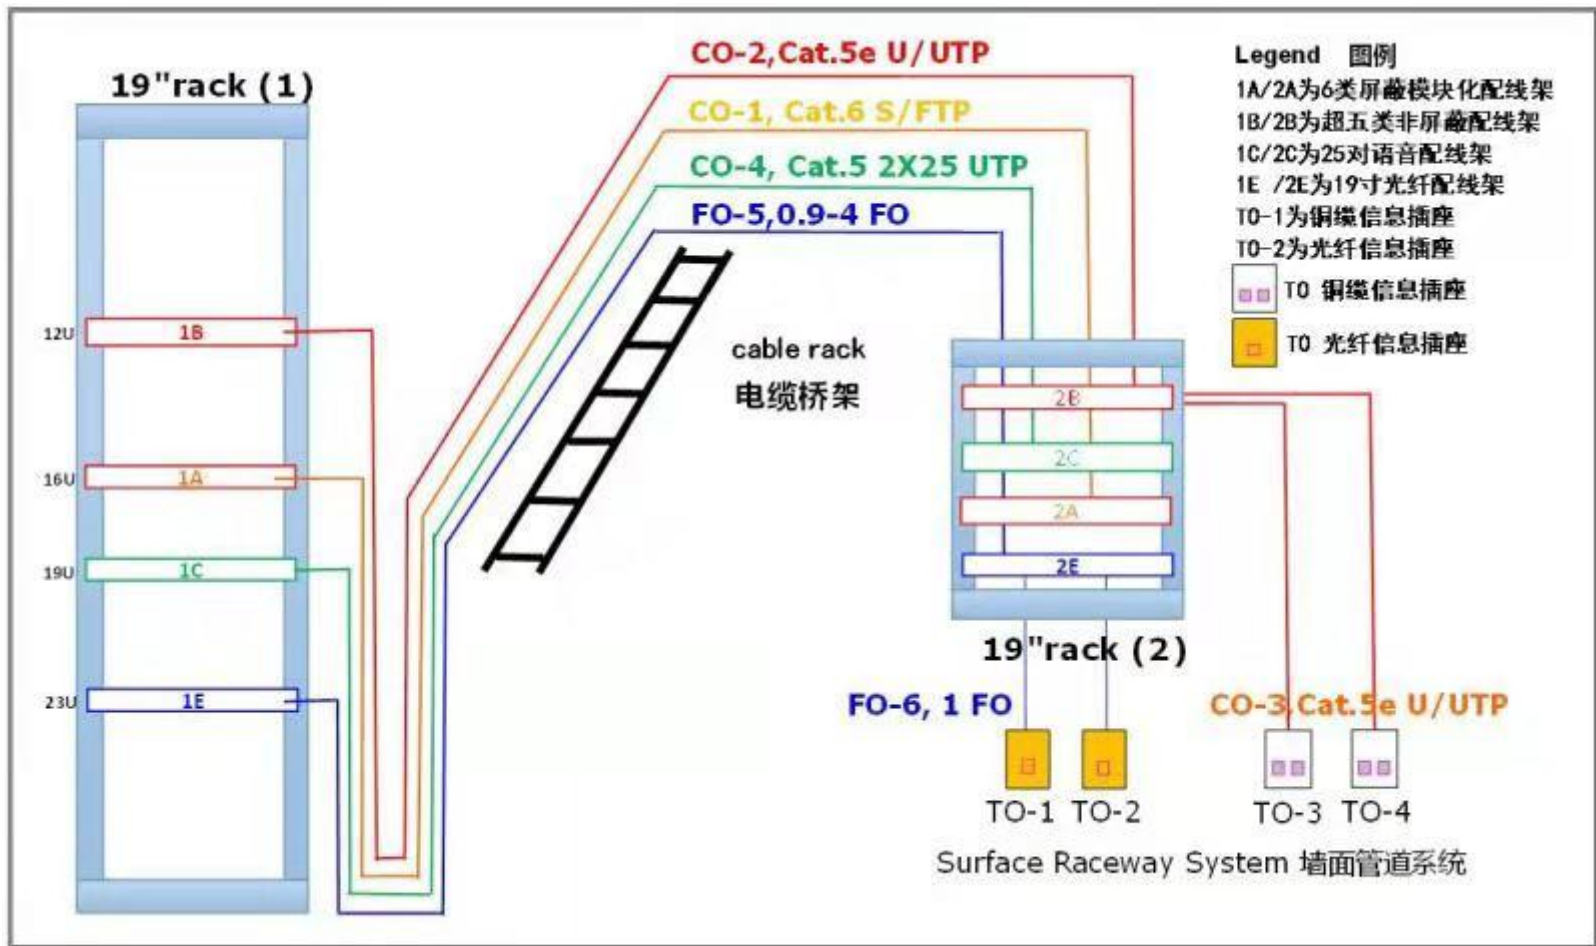 CO-2,Cat.5e U/UTP
19"rack (1)
CO-1, Cat.6 S/FTP
CO-4, Cat.5 2X25 UTP
FO-5,0.9-4 FO
Legend 图例
1A/2A为6类屏蔽模块化配线架
1B/2B为超五类非屏蔽配线架
1C/2C为25对语音配线架
1E /2E为19寸光纤配线架
TO-1为铜缆信息插座
TO-2为光纤信息插座
TO 铜缆信息插座
TO 光纤信息插座
12U
1B
16U
1A
19U
1C
23U
1E
cable rack
电缆桥架
2B
2C
2A
2E
19"rack (2)
FO-6, 1 FO
CO-3,Cat.5e U/UTP
TO-1
TO-2
TO-3
TO-4
Surface Raceway System 墙面管道系统